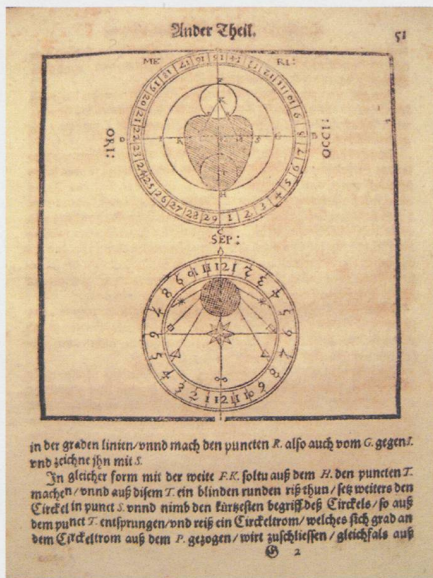 Ander Theil.
51
ME
RI:
ORI:
OCCI:
SEP:
in der graden linien/vnnd mach den puncten R. also auch vom G. gegen I.
vnd zeichne jhn mit S.
Jn gleicher form mit der weite F.K. soltu auß dem H. den puncten T.
machen/vnnd auß disem T. ein blinden runden riß thun/setz weiters den
Circkel in punct S. vnnd nimb den kürtzesten begriff deß Circkels/so auß
dem punct T. entsprungen/vnd reiß ein Circkeltrom/welches sich grad an
dem Circkeltrom auß dem P. gezogen/wirt zuschliessen/gleichfals auß
G 2